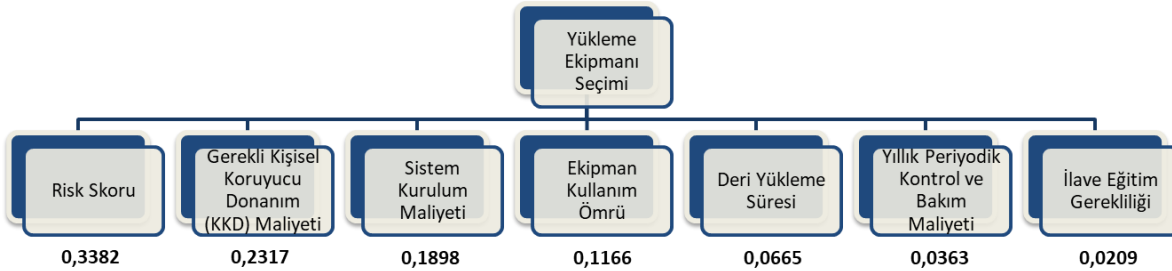 Yükleme
Ekipmanı
Seçimi
Risk Skoru
Gerekli Kişisel
Koruyucu
Donanım
(KKD) Maliyeti
Sistem
Kurulum
Maliyeti
Ekipman
Kullanım
Ömrü
Deri Yükleme
Süresi
Yıllık Periyodik
Kontrol ve
Bakım
Maliyeti
İlave Eğitim
Gerekliliği
0,3382
0,2317
0,1898
0,1166
0,0665
0,0363
0,0209